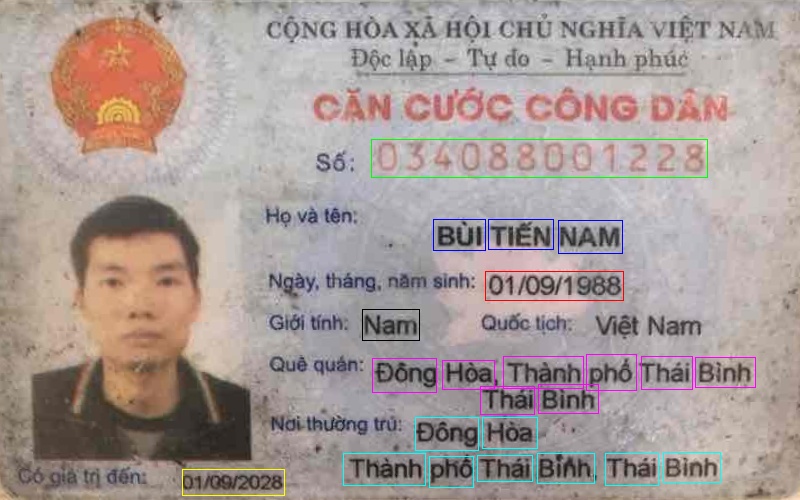 CỘNG HÒA XÃ HỘI CHỦ NGHĨA VIỆT NAM
Độc lập - Tự do - Hạnh phúc
CĂN CƯỚC CÔNG DÂN
Số: 034088001228
Họ và tên:
BÙI TIẾN NAM
Ngày, tháng, năm sinh: 01/09/1988
Giới tính: Nam Quốc tịch: Việt Nam
Quê quán: Đông Hòa, Thành phố Thái Bình
Thái Bình
Nơi thường trú: Đông Hòa
Thành phố Thái Bình, Thái Bình
Có giá trị đến: 01/09/2028